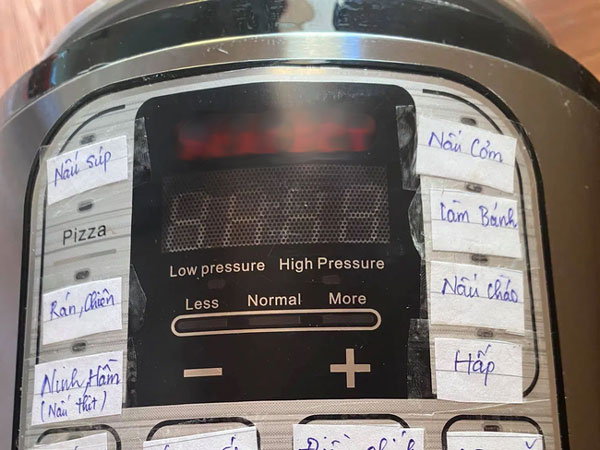 Nấu súp
Pizza
Rán, Chiên
Ninh, Hầm
(Nấu thịt)
Low pressure High Pressure
Less Normal More
− +
Nấu Cơm
Làm Bánh
Nấu cháo
Hấp